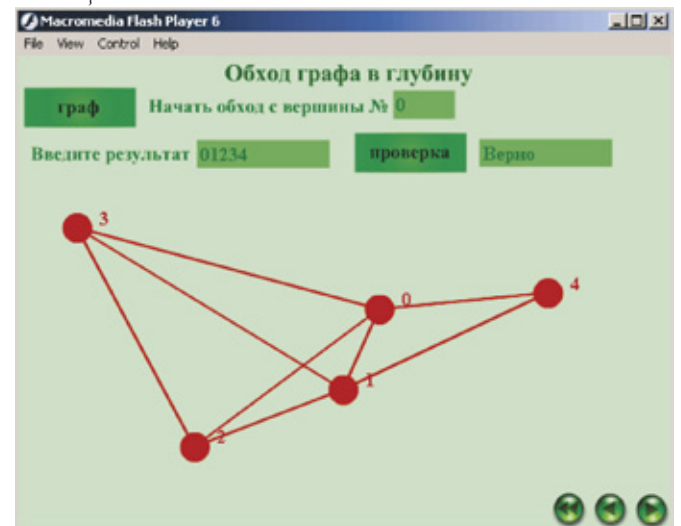 Macromedia Flash Player 6
File View Control Help
Обход графа в глубину
граф Начать обход с вершины № 0
Введите результат 01234 проверка Верно
3
4
0
1
2